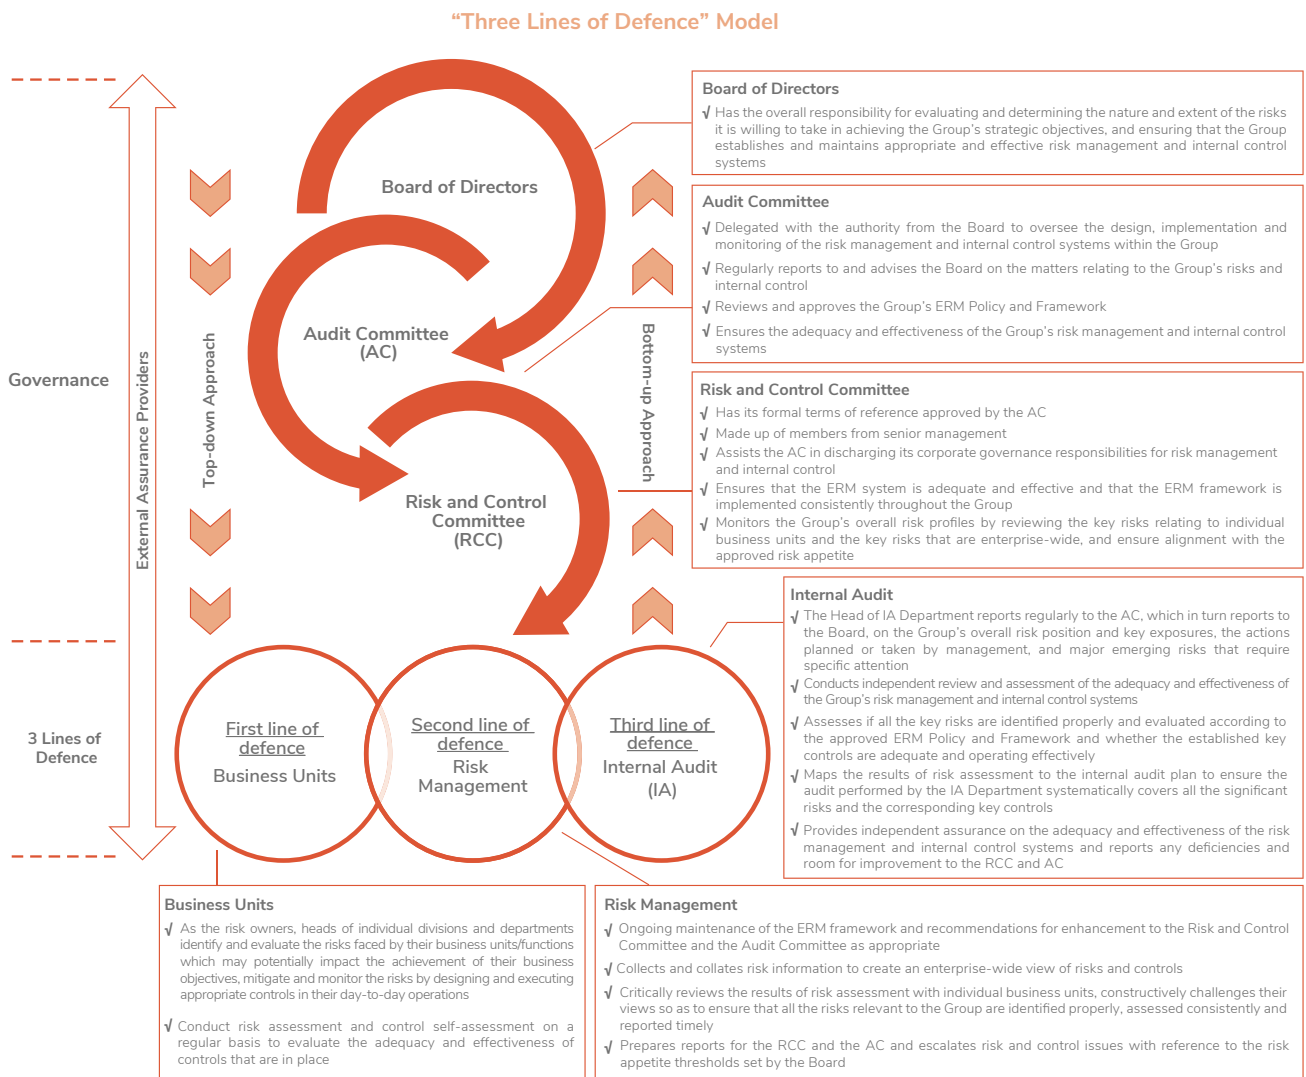 “Three Lines of Defence” Model
Governance
3 Lines of
Defence
External Assurance Providers
Top-down Approach
Board of Directors
Audit Committee
(AC)
Risk and Control
Committee
(RCC)
Bottom-up Approach
First line of
defence
Business Units
Second line of
defence
Risk
Management
Third line of
defence
Internal Audit
(IA)
Board of Directors
√ Has the overall responsibility for evaluating and determining the nature and extent of the risks
it is willing to take in achieving the Group’s strategic objectives, and ensuring that the Group
establishes and maintains appropriate and effective risk management and internal control
systems
Audit Committee
√ Delegated with the authority from the Board to oversee the design, implementation and
monitoring of the risk management and internal control systems within the Group
√ Regularly reports to and advises the Board on the matters relating to the Group’s risks and
internal control
√ Reviews and approves the Group’s ERM Policy and Framework
√ Ensures the adequacy and effectiveness of the Group’s risk management and internal control
systems
Risk and Control Committee
√ Has its formal terms of reference approved by the AC
√ Made up of members from senior management
√ Assists the AC in discharging its corporate governance responsibilities for risk management
and internal control
√ Ensures that the ERM system is adequate and effective and that the ERM framework is
implemented consistently throughout the Group
√ Monitors the Group’s overall risk profiles by reviewing the key risks relating to individual
business units and the key risks that are enterprise-wide, and ensure alignment with the
approved risk appetite
Internal Audit
√ The Head of IA Department reports regularly to the AC, which in turn reports to
the Board, on the Group’s overall risk position and key exposures, the actions
planned or taken by management, and major emerging risks that require
specific attention
√ Conducts independent review and assessment of the adequacy and effectiveness of
the Group’s risk management and internal control systems
√ Assesses if all the key risks are identified properly and evaluated according to
the approved ERM Policy and Framework and whether the established key
controls are adequate and operating effectively
√ Maps the results of risk assessment to the internal audit plan to ensure the
audit performed by the IA Department systematically covers all the significant
risks and the corresponding key controls
√ Provides independent assurance on the adequacy and effectiveness of the risk
management and internal control systems and reports any deficiencies and
room for improvement to the RCC and AC
Business Units
√ As the risk owners, heads of individual divisions and departments
identify and evaluate the risks faced by their business units/functions
which may potentially impact the achievement of their business
objectives, mitigate and monitor the risks by designing and executing
appropriate controls in their day-to-day operations
√ Conduct risk assessment and control self-assessment on a
regular basis to evaluate the adequacy and effectiveness of
controls that are in place
Risk Management
√ Ongoing maintenance of the ERM framework and recommendations for enhancement to the Risk and Control
Committee and the Audit Committee as appropriate
√ Collects and collates risk information to create an enterprise-wide view of risks and controls
√ Critically reviews the results of risk assessment with individual business units, constructively challenges their
views so as to ensure that all the risks relevant to the Group are identified properly, assessed consistently and
reported timely
√ Prepares reports for the RCC and the AC and escalates risk and control issues with reference to the risk
appetite thresholds set by the Board